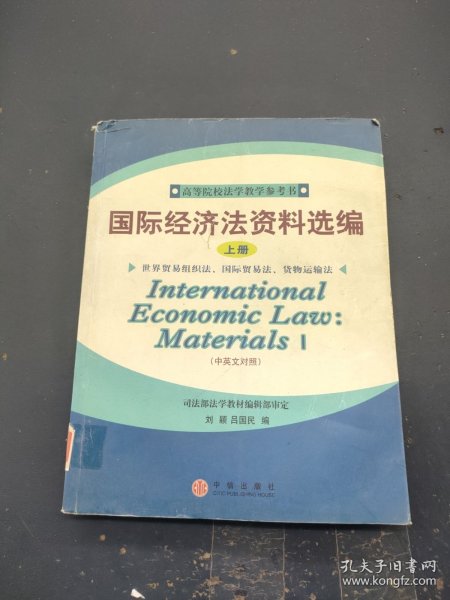 高等院校法学教学参考书
国际经济法资料选编
上册
世界贸易组织法、国际贸易法、货物运输法
International
Economic Law:
Materials I
（中英文对照）
司法部法学教材编辑部审定
刘 颖 吕国民 编
中信出版社
CITIC PUBLISHING HOUSE
孔夫子旧书网
www.kongfz.com